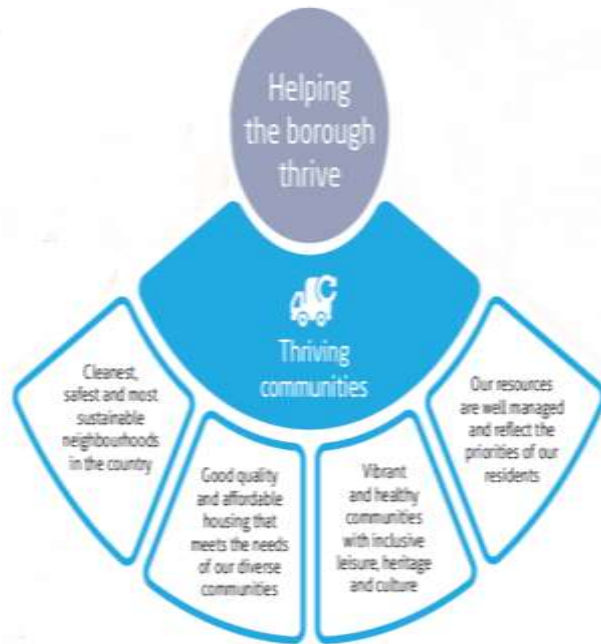 Helping
the borough
thrive
Thriving
communities
Cleanest,
safest and most
sustainable
neighbourhoods
in the country
Good quality
and affordable
housing that
meets the needs
of our diverse
communities
Vibrant
and healthy
communities
with inclusive
leisure, heritage
and culture
Our resources
are well managed
and reflect the
priorities of our
residents